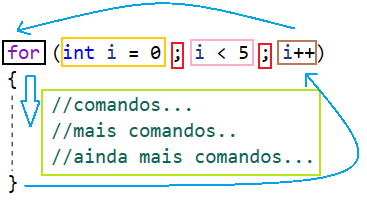 for (int i = 0 ; i < 5 ; i++)
{
//comandos...
//mais comandos..
//ainda mais comandos...
}